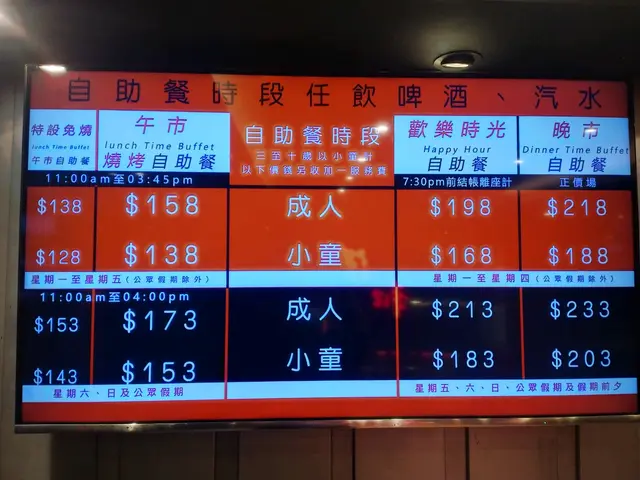 自助餐時段任飲啤酒、汽水
特設免燒
lunch Time Buffet
午市自助餐
午市
lunch Time Buffet
燒烤自助餐
自助餐時段
三至十歲以小童計
以下價錢另收加一服務費
歡樂時光
Happy Hour
自助餐
晚市
Dinner Time Buffet
自助餐
11:00am至03:45pm
7:30pm前結帳離座計
正價場
$138 $158 成人 $198 $218
$128 $138 小童 $168 $188
星期一至星期五(公眾假期除外)
星期一至星期四(公眾假期除外)
11:00am至04:00pm
$153 $173 成人 $213 $233
$143 $153 小童 $183 $203
星期六、日及公眾假期
星期五、六、日、公眾假期及假期前夕